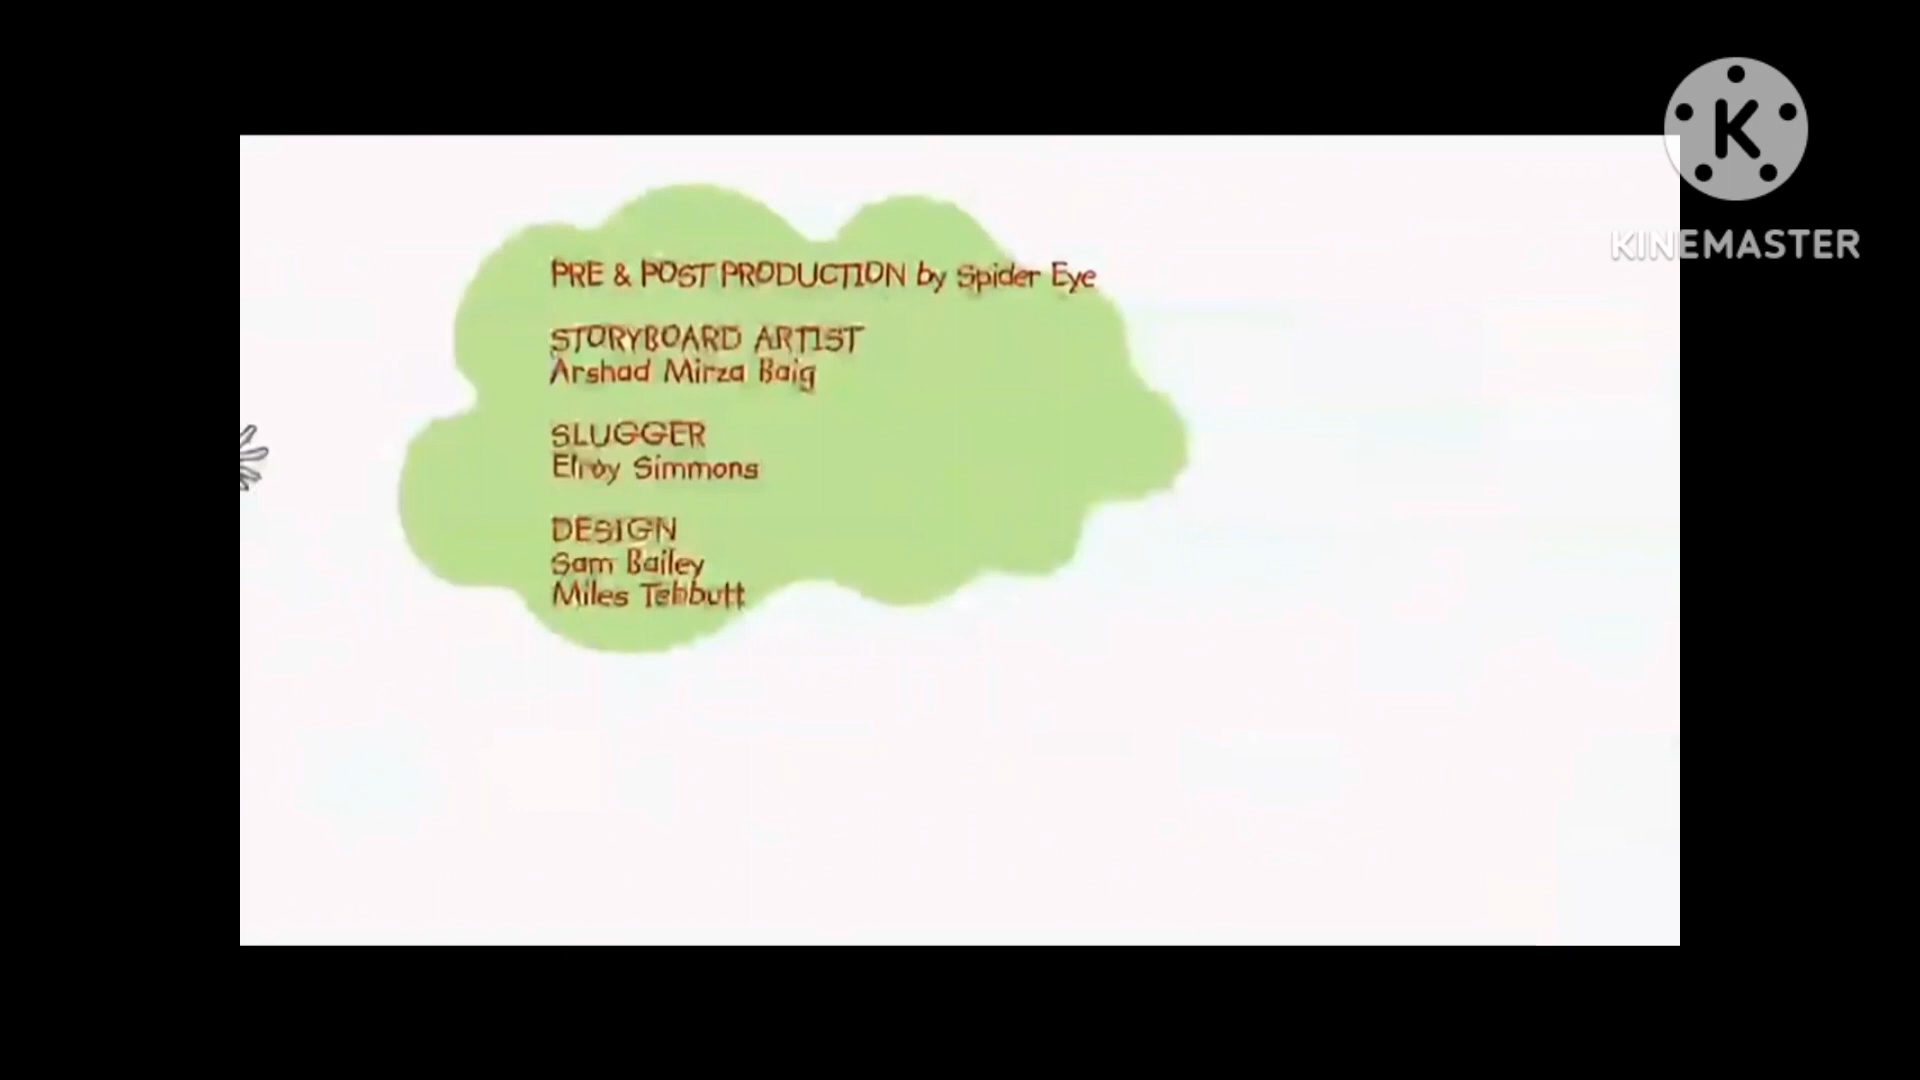 PRE & POST PRODUCTION by Spider Eye
STORYBOARD ARTIST
Arshad Mirza Baig
SLUGGER
Elroy Simmons
DESIGN
Sam Bailey
Miles Tebbutt
K
KINEMASTER